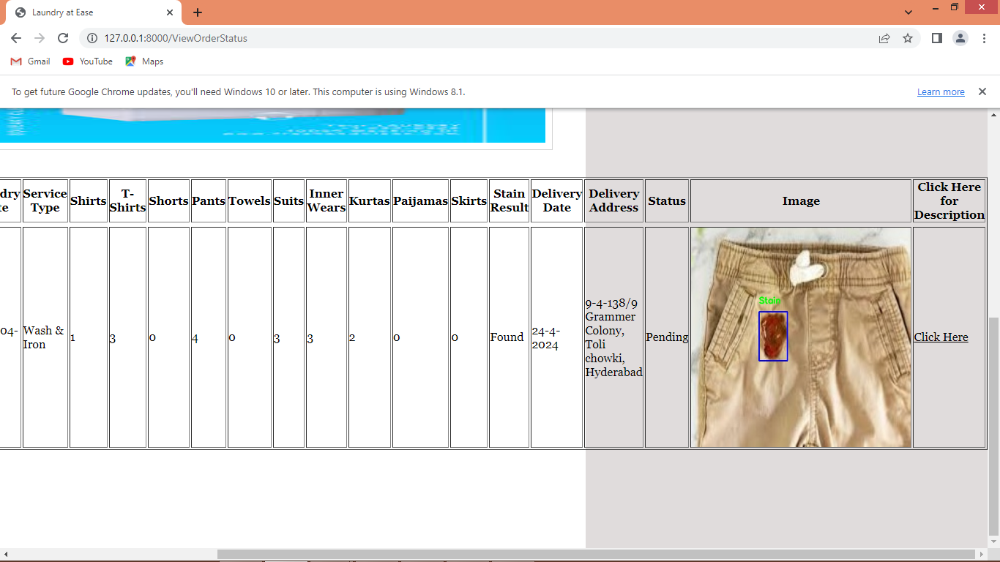 Laundry at Ease
127.0.0.1:8000/ViewOrderStatus
Gmail YouTube Maps
To get future Google Chrome updates, you'll need Windows 10 or later. This computer is using Windows 8.1. Learn more
dry
te
Service
Type
Shirts
T-
Shirts
Shorts
Pants
Towels
Suits
Inner
Wears
Kurtas
Paijamas
Skirts
Stain
Result
Delivery
Date
Delivery
Address
Status
Image
Click Here
for
Description
04-
Wash &
Iron
1
3
0
4
0
3
3
2
0
0
Found
24-4-
2024
9-4-138/9
Grammer
Colony,
Toli
chowki,
Hyderabad
Pending
Stain
Click Here